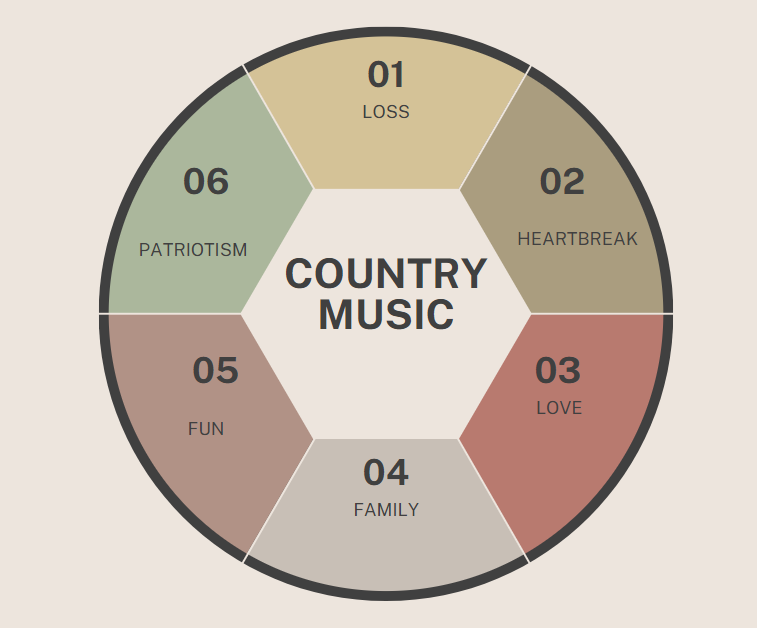 01
LOSS
02
HEARTBREAK
03
LOVE
04
FAMILY
05
FUN
06
PATRIOTISM
COUNTRY
MUSIC